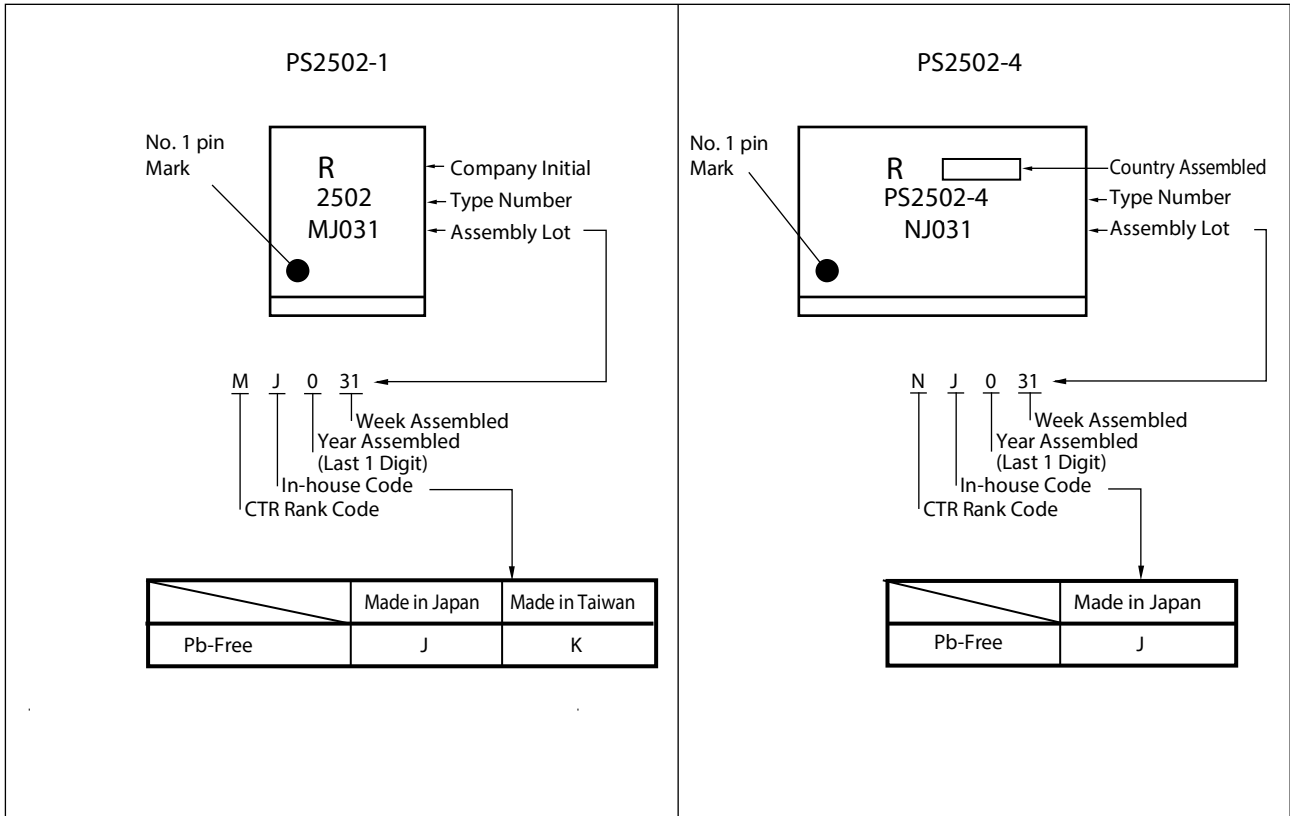 PS2502-1
No. 1 pin
Mark
R
2502
MJ031
Company Initial
Type Number
Assembly Lot
M J 0 31
Week Assembled
Year Assembled
(Last 1 Digit)
In-house Code
CTR Rank Code
Made in Japan Made in Taiwan
Pb-Free J K
PS2502-4
No. 1 pin
Mark
R
PS2502-4
NJ031
Country Assembled
Type Number
Assembly Lot
N J 0 31
Week Assembled
Year Assembled
(Last 1 Digit)
In-house Code
CTR Rank Code
Made in Japan
Pb-Free J